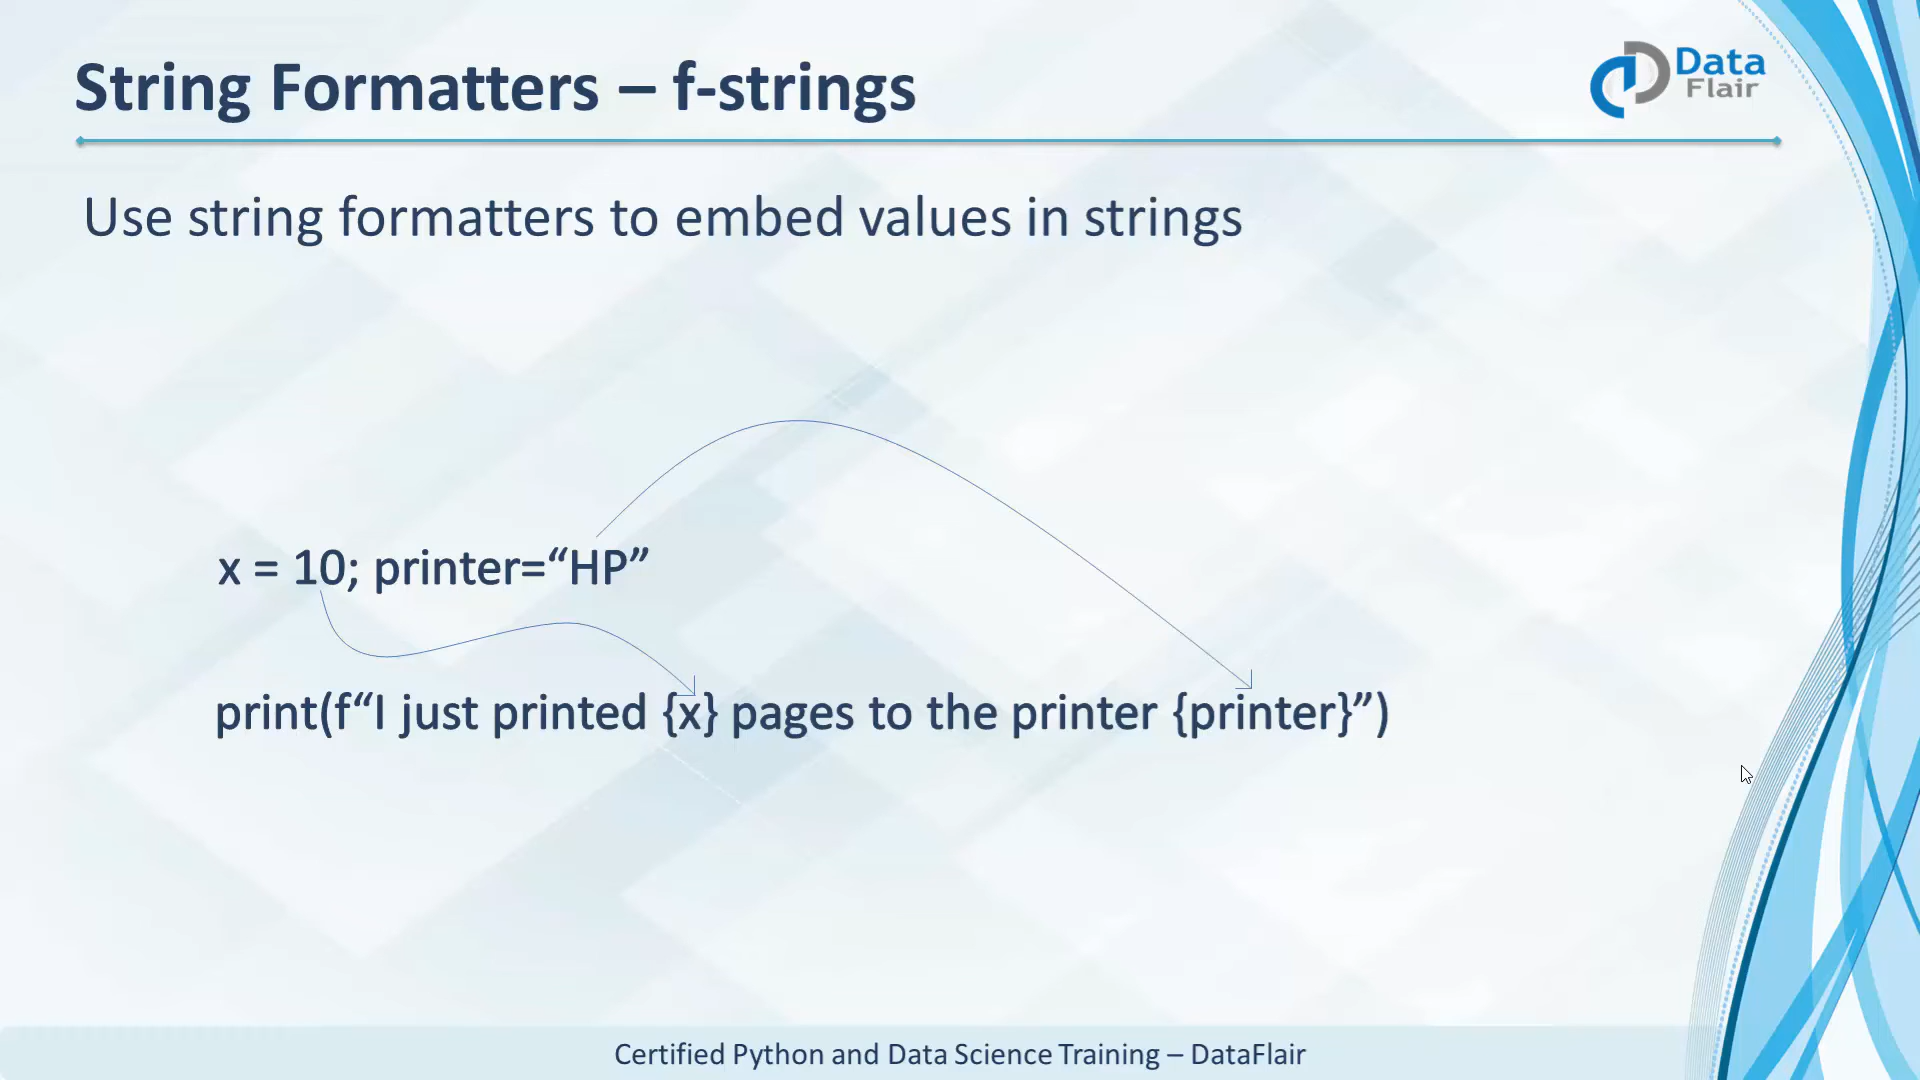 String Formatters – f-strings
Data
Flair
Use string formatters to embed values in strings
x = 10; printer=“HP”
print(f“I just printed {x} pages to the printer {printer}”)
Certified Python and Data Science Training – DataFlair